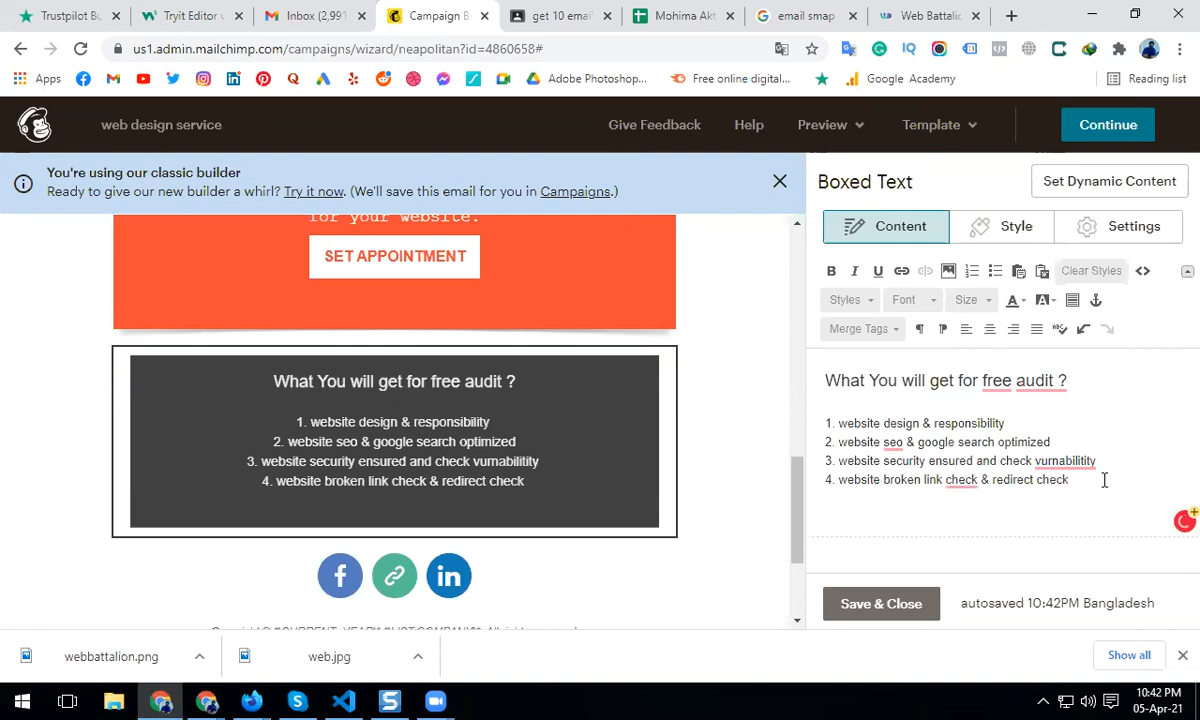 Trustpilot Bu
Tryit Editor v
Inbox (2,991
Campaign B
get 10 email
Mohima Akt
email smap
Web Battalic
us1.admin.mailchimp.com/campaigns/wizard/neapolitan?id=4860658#
Apps
Adobe Photoshop...
Free online digital...
Google Academy
Reading list
web design service
Give Feedback
Help
Preview
Template
Continue
You're using our classic builder
Ready to give our new builder a whirl? Try it now. (We'll save this email for you in Campaigns.)
Boxed Text
Set Dynamic Content
Content
Style
Settings
for your website.
SET APPOINTMENT
B I U
Clear Styles
Styles
Font
Size
A
A
Merge Tags
What You will get for free audit ?
1. website design & responsibility
2. website seo & google search optimized
3. website security ensured and check vurnabilitity
4. website broken link check & redirect check
What You will get for free audit ?
1. website design & responsibility
2. website seo & google search optimized
3. website security ensured and check vurnabilitity
4. website broken link check & redirect check
Save & Close
autosaved 10:42PM Bangladesh
webbattalion.png
web.jpg
Show all
10:42 PM
05-Apr-21